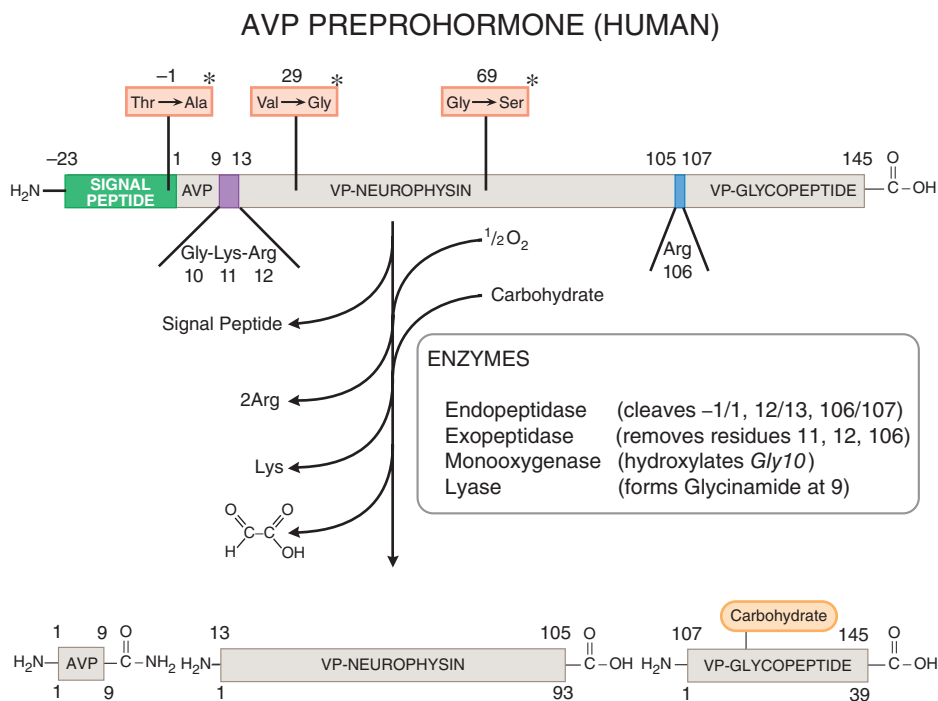 AVP PREPROHORMONE (HUMAN)
–1 * 29 * 69 *
Thr → Ala Val → Gly Gly → Ser
–23 1 9 13 105 107 145
H2N SIGNAL PEPTIDE AVP VP-NEUROPHYSIN VP-GLYCOPEPTIDE C O OH
Gly-Lys-Arg
10 11 12
Arg
106
1/2O2
Carbohydrate
Signal Peptide
2Arg
Lys
O O
C–C
H OH
ENZYMES
Endopeptidase (cleaves –1/1, 12/13, 106/107)
Exopeptidase (removes residues 11, 12, 106)
Monooxygenase (hydroxylates Gly10)
Lyase (forms Glycinamide at 9)
Carbohydrate
1 9 O 13 105 O 107 145 O
H2N AVP C NH2 H2N VP-NEUROPHYSIN C OH H2N VP-GLYCOPEPTIDE C OH
1 9 1 93 1 39